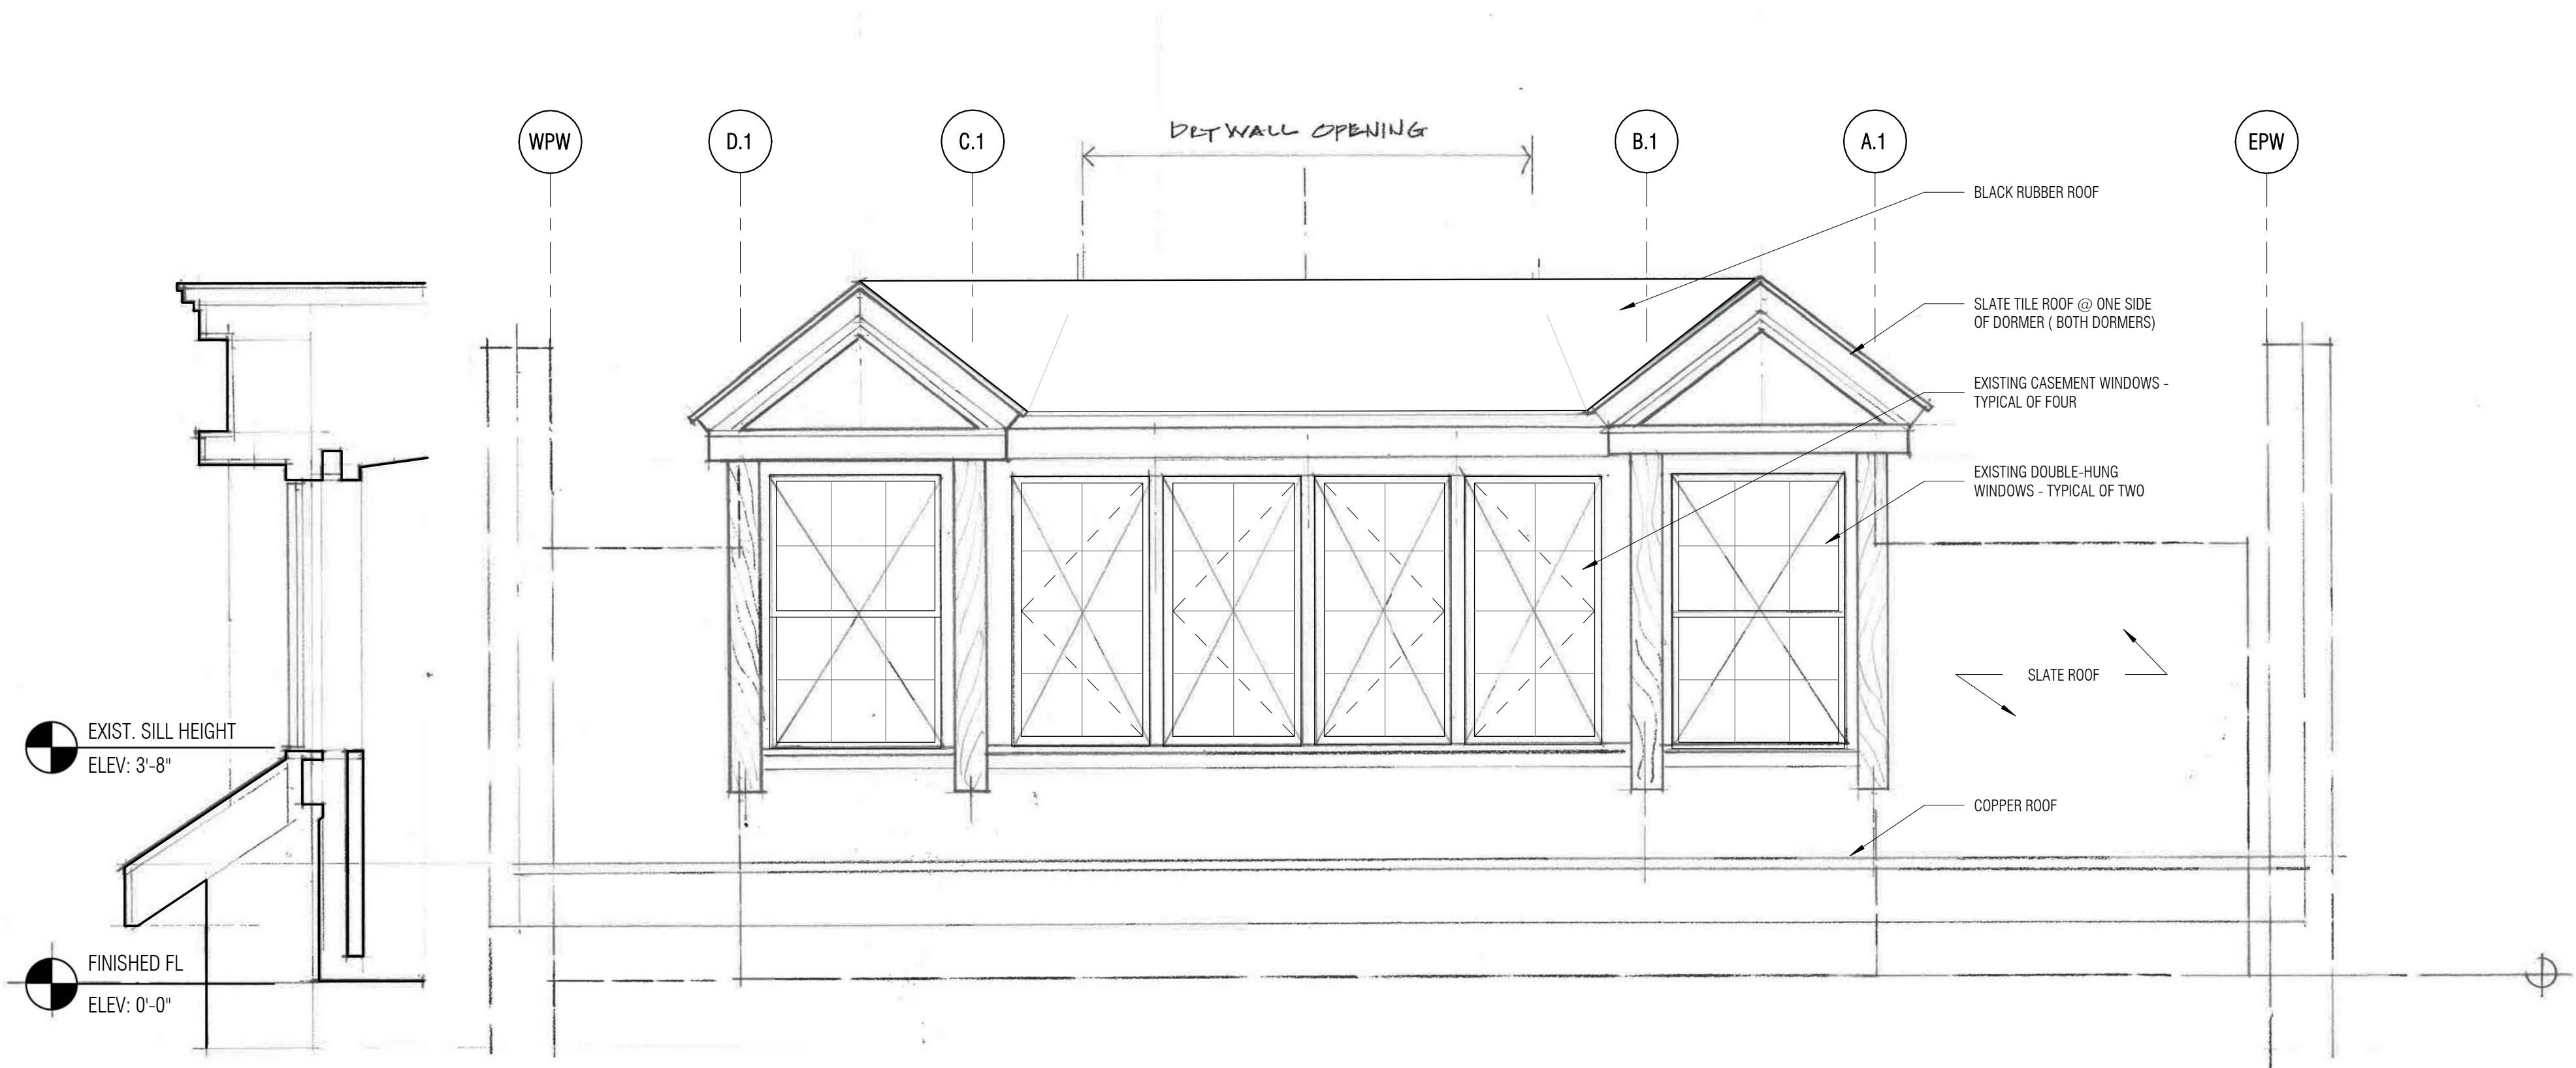 DRYWALL OPENING
WPW
D.1
C.1
B.1
A.1
EPW
BLACK RUBBER ROOF
SLATE TILE ROOF @ ONE SIDE
OF DORMER ( BOTH DORMERS)
EXISTING CASEMENT WINDOWS -
TYPICAL OF FOUR
EXISTING DOUBLE-HUNG
WINDOWS - TYPICAL OF TWO
SLATE ROOF
COPPER ROOF
EXIST. SILL HEIGHT
ELEV: 3'-8"
FINISHED FL
ELEV: 0'-0"